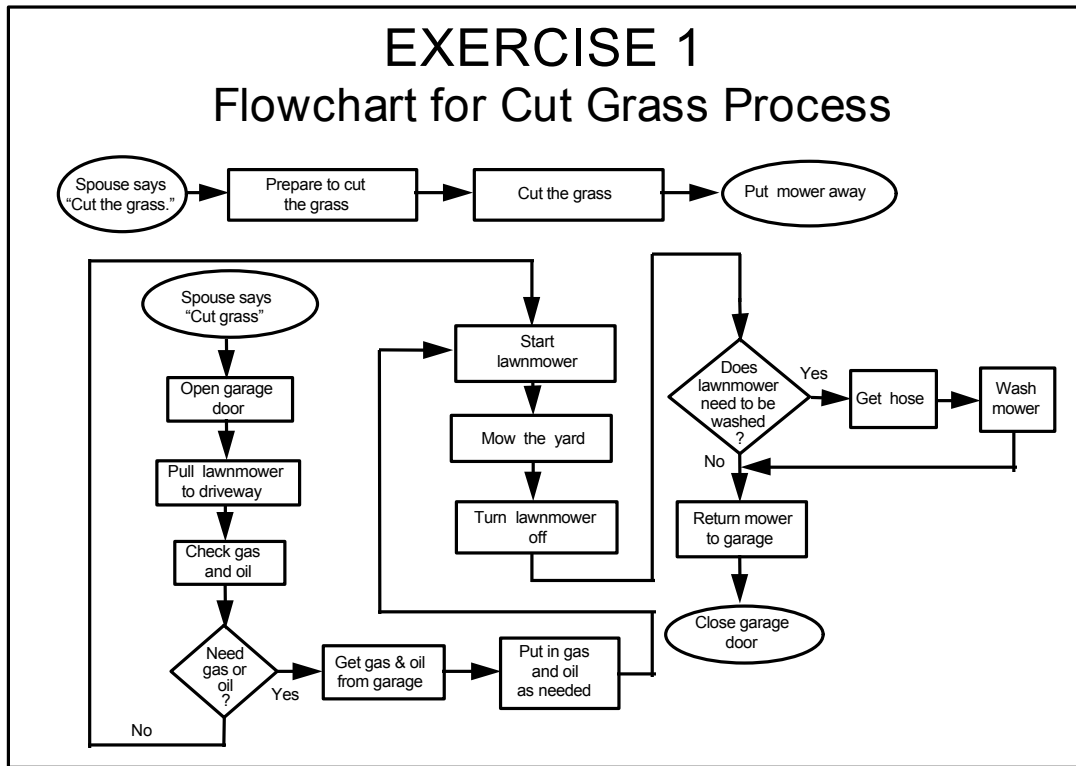 EXERCISE 1
Flowchart for Cut Grass Process
Spouse says
“Cut the grass.”
Prepare to cut
the grass
Cut the grass
Put mower away
Spouse says
“Cut grass”
Open garage
door
Pull lawnmower
to driveway
Check gas
and oil
Need
gas or
oil
?
Yes
No
Get gas & oil
from garage
Put in gas
and oil
as needed
Start
lawnmower
Mow the yard
Turn lawnmower
off
Does
lawnmower
need to be
washed
?
Yes
No
Get hose
Wash
mower
Return mower
to garage
Close garage
door